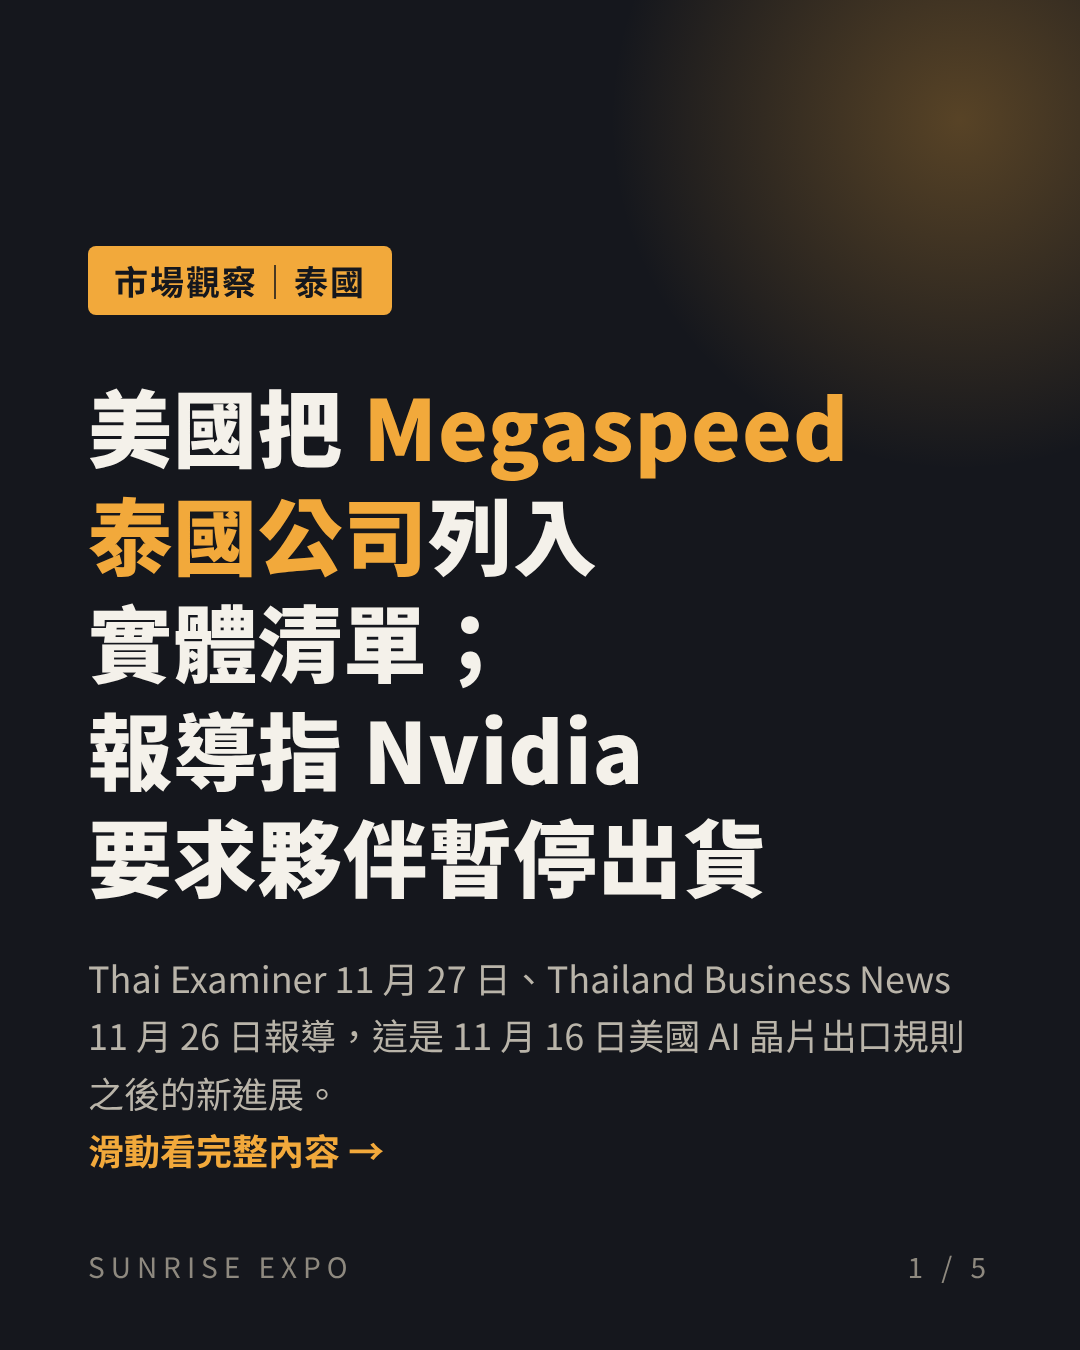 市場觀察｜泰國
美國把 Megaspeed
泰國公司列入
實體清單；
報導指 Nvidia
要求夥伴暫停出貨
Thai Examiner 11 月 27 日、Thailand Business News
11 月 26 日報導，這是 11 月 16 日美國 AI 晶片出口規則
之後的新進展。
滑動看完整內容 →
SUNRISE EXPO
1 / 5